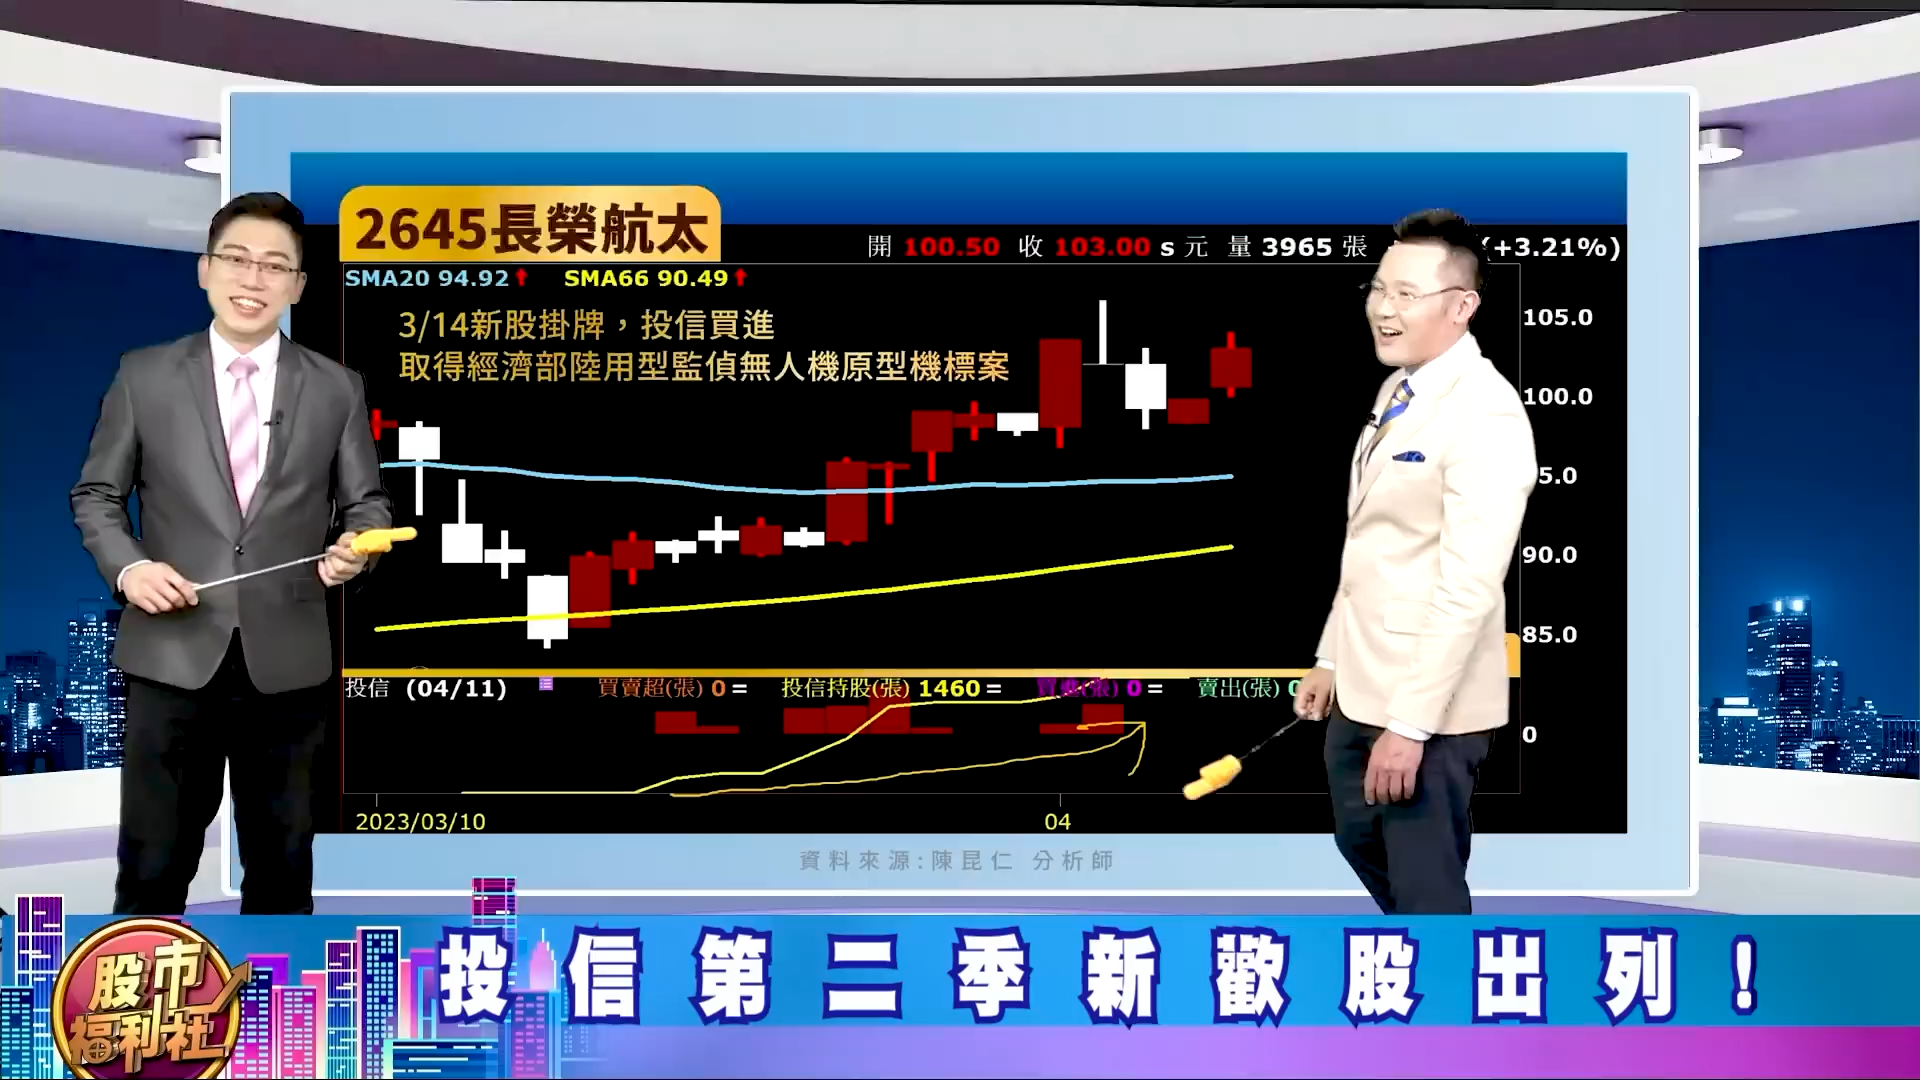 2645長榮航太
開 100.50 收 103.00 s 元 量 3965 張 (+3.21%)
SMA20 94.92↑ SMA66 90.49↑
3/14新股掛牌，投信買進
取得經濟部陸用型監偵無人機原型機標案
105.0
100.0
5.0
90.0
85.0
投信 (04/11) 買賣超(張) 0 = 投信持股(張) 1460 = 買進(張) 0 = 賣出(張) 0
0
2023/03/10 04
資料來源:陳昆仁 分析師
股市
福利社
投信第二季新歡股出列！